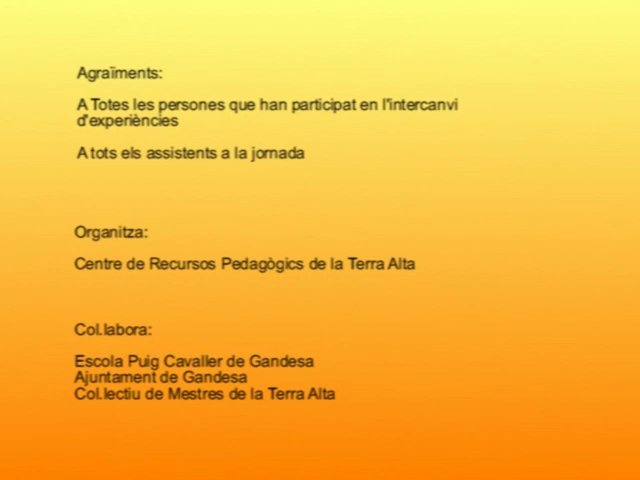 Agraïments:
A Totes les persones que han participat en l'intercanvi
d'experiències
A tots els assistents a la jornada
Organitza:
Centre de Recursos Pedagògics de la Terra Alta
Col.labora:
Escola Puig Cavaller de Gandesa
Ajuntament de Gandesa
Col.lectiu de Mestres de la Terra Alta